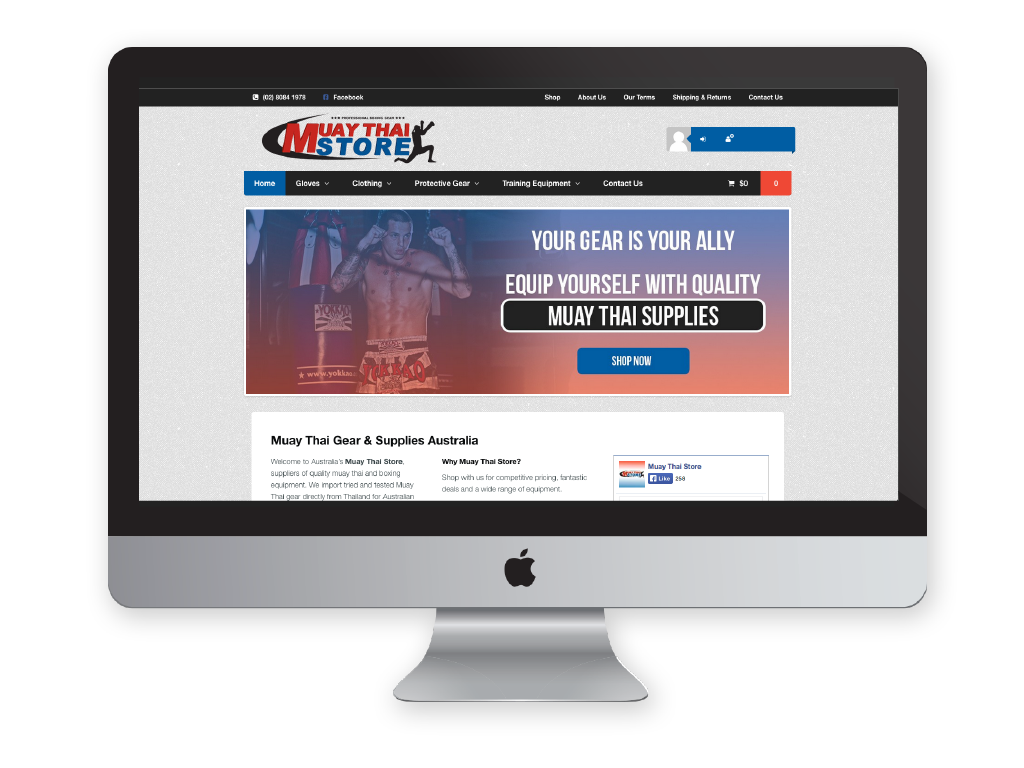 (02) 8084 1978 Facebook Shop About Us Our Terms Shipping & Returns Contact Us
PROFESSIONAL BOXING GEAR
MUAY THAI
STORE
Home Gloves Clothing Protective Gear Training Equipment Contact Us $0 0
YOUR GEAR IS YOUR ALLY
EQUIP YOURSELF WITH QUALITY
MUAY THAI SUPPLIES
SHOP NOW
YOKKAO
YOKKAO
www.yokkao
Muay Thai Gear & Supplies Australia
Welcome to Australia's Muay Thai Store,
suppliers of quality muay thai and boxing
equipment. We import tried and tested Muay
Thai gear directly from Thailand for Australian
Why Muay Thai Store?
Shop with us for competitive pricing, fantastic
deals and a wide range of equipment.
Muay Thai Store
Like 256